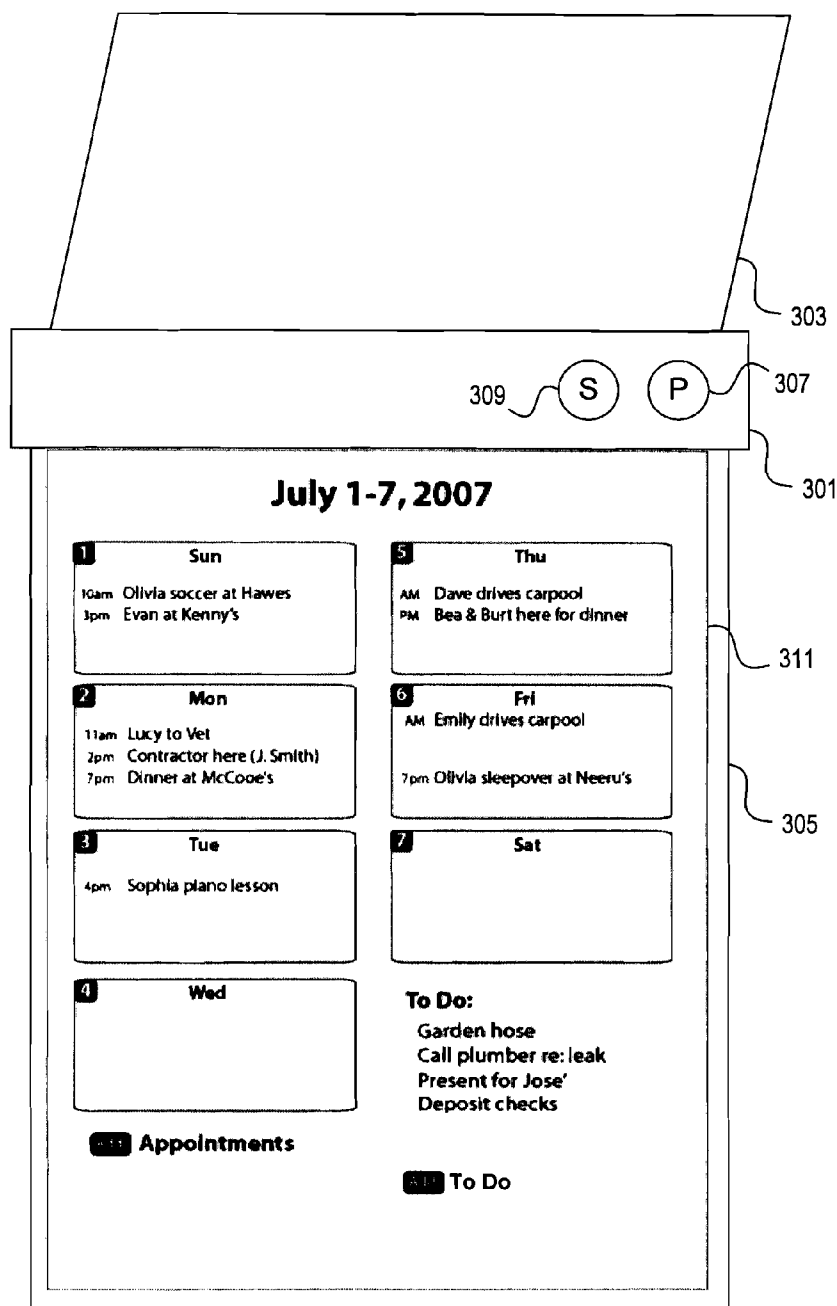 303
309
S
P
307
301
July 1-7, 2007
1
Sun
10am Olivia soccer at Hawes
3pm Evan at Kenny's
2
Mon
11am Lucy to Vet
2pm Contractor here (J. Smith)
7pm Dinner at McCooe's
3
Tue
4pm Sophia piano lesson
4
Wed
Appointments
5
Thu
AM Dave drives carpool
PM Bea & Burt here for dinner
6
Fri
AM Emily drives carpool
7pm Olivia sleepover at Neeru's
7
Sat
To Do:
Garden hose
Call plumber re: leak
Present for Jose'
Deposit checks
To Do
311
305